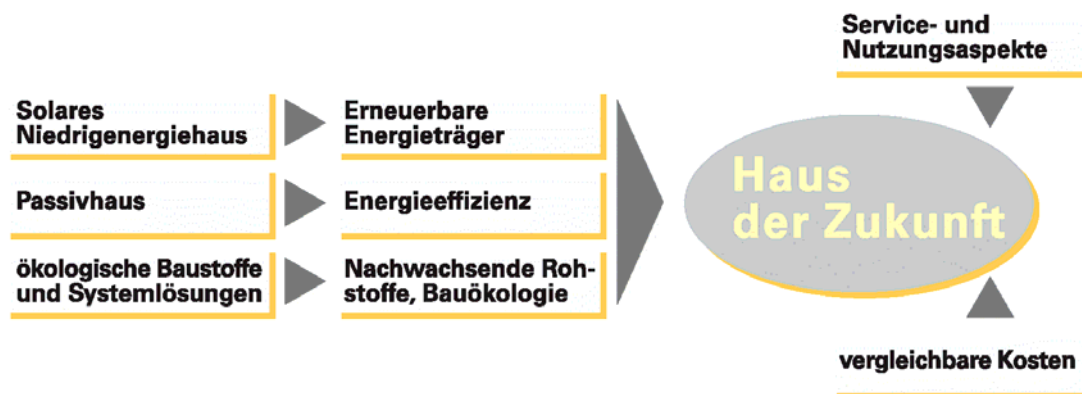 Service- und
Nutzungsaspekte
Solares
Niedrigenergiehaus
Erneuerbare
Energieträger
Passivhaus
Energieeffizienz
Haus
der Zukunft
ökologische Baustoffe
und Systemlösungen
Nachwachsende Roh-
stoffe, Bauökologie
vergleichbare Kosten